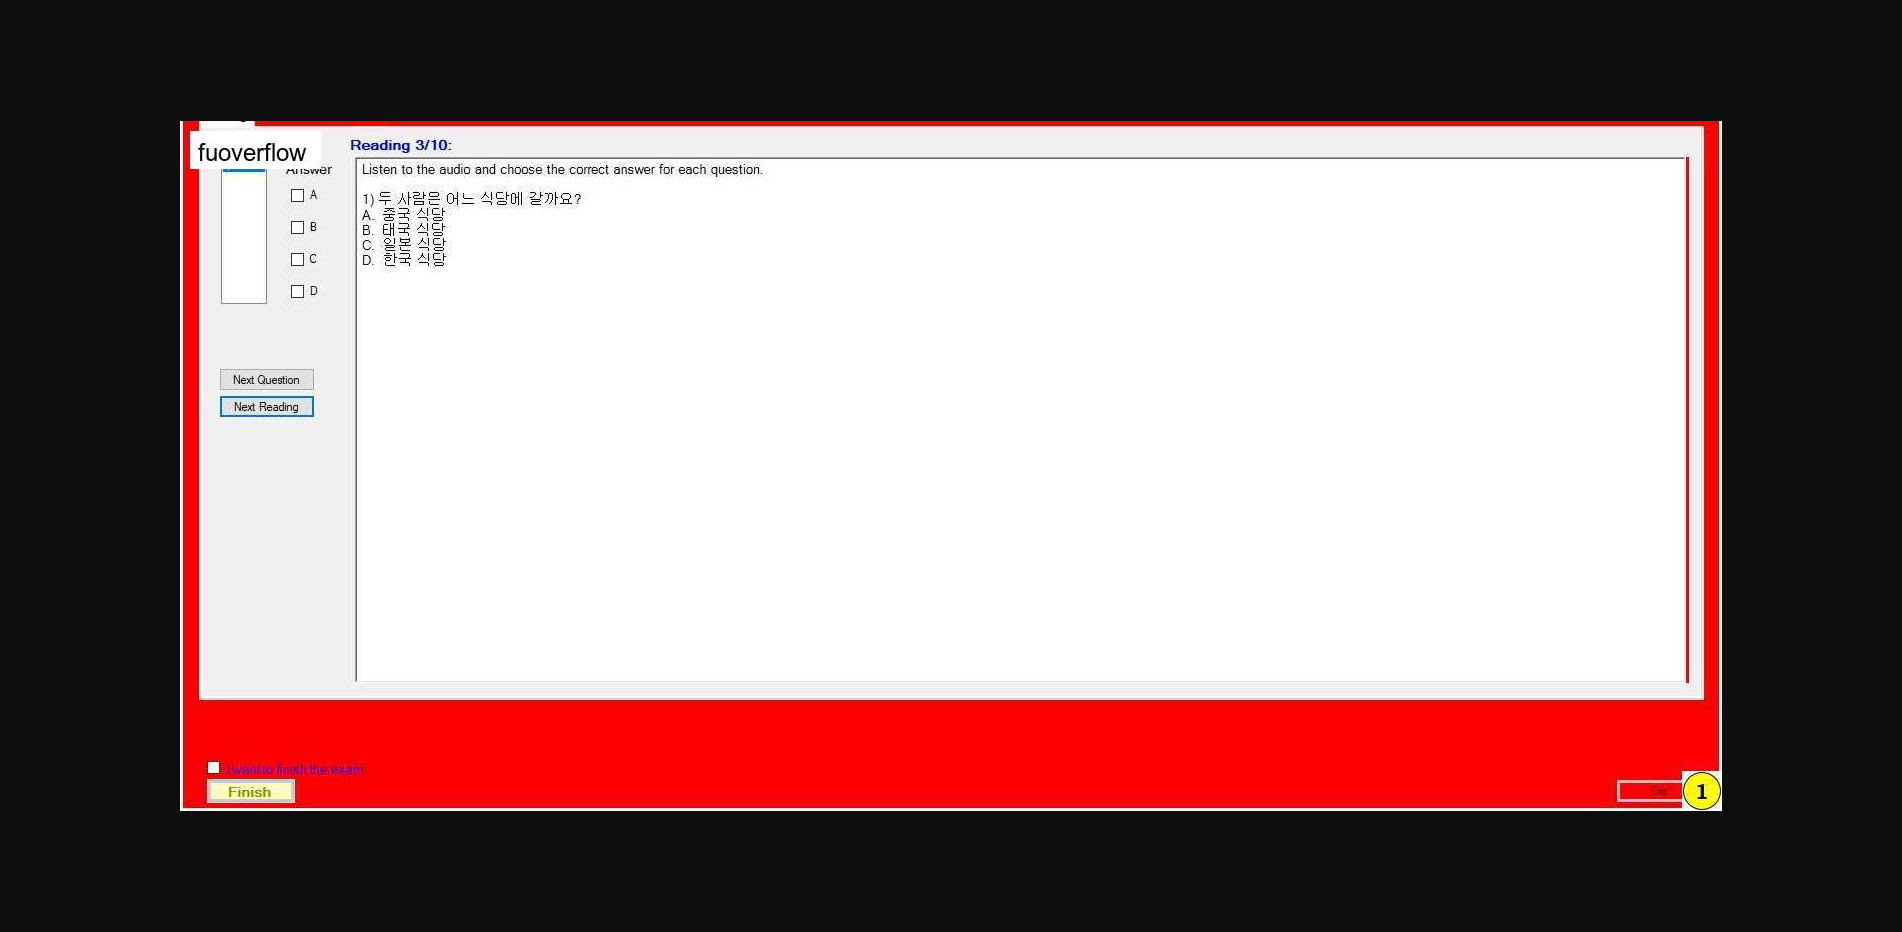 fuoverflow
Reading 3/10:
Answer
Listen to the audio and choose the correct answer for each question.
A
B
C
D
1) 두 사람은 어느 식당에 갈까요?
A. 중국 식당
B. 태국 식당
C. 일본 식당
D. 한국 식당
Next Question
Next Reading
I want to finish the exam.
Finish
Exit
1